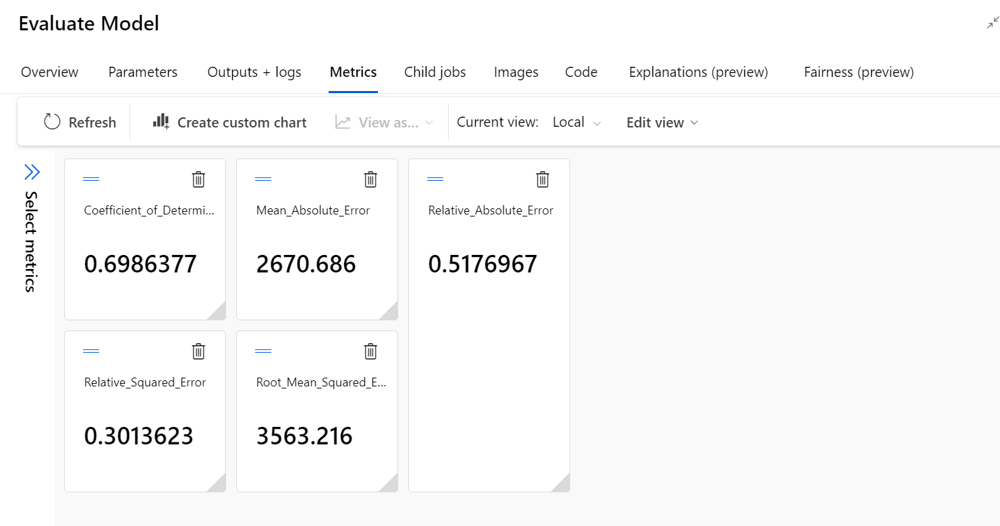 Evaluate Model
Overview Parameters Outputs + logs Metrics Child jobs Images Code Explanations (preview) Fairness (preview)
Refresh Create custom chart View as... Current view: Local Edit view
Select metrics
Coefficient_of_Determi... Mean_Absolute_Error Relative_Absolute_Error
0.6986377 2670.686 0.5176967
Relative_Squared_Error Root_Mean_Squared_E...
0.3013623 3563.216